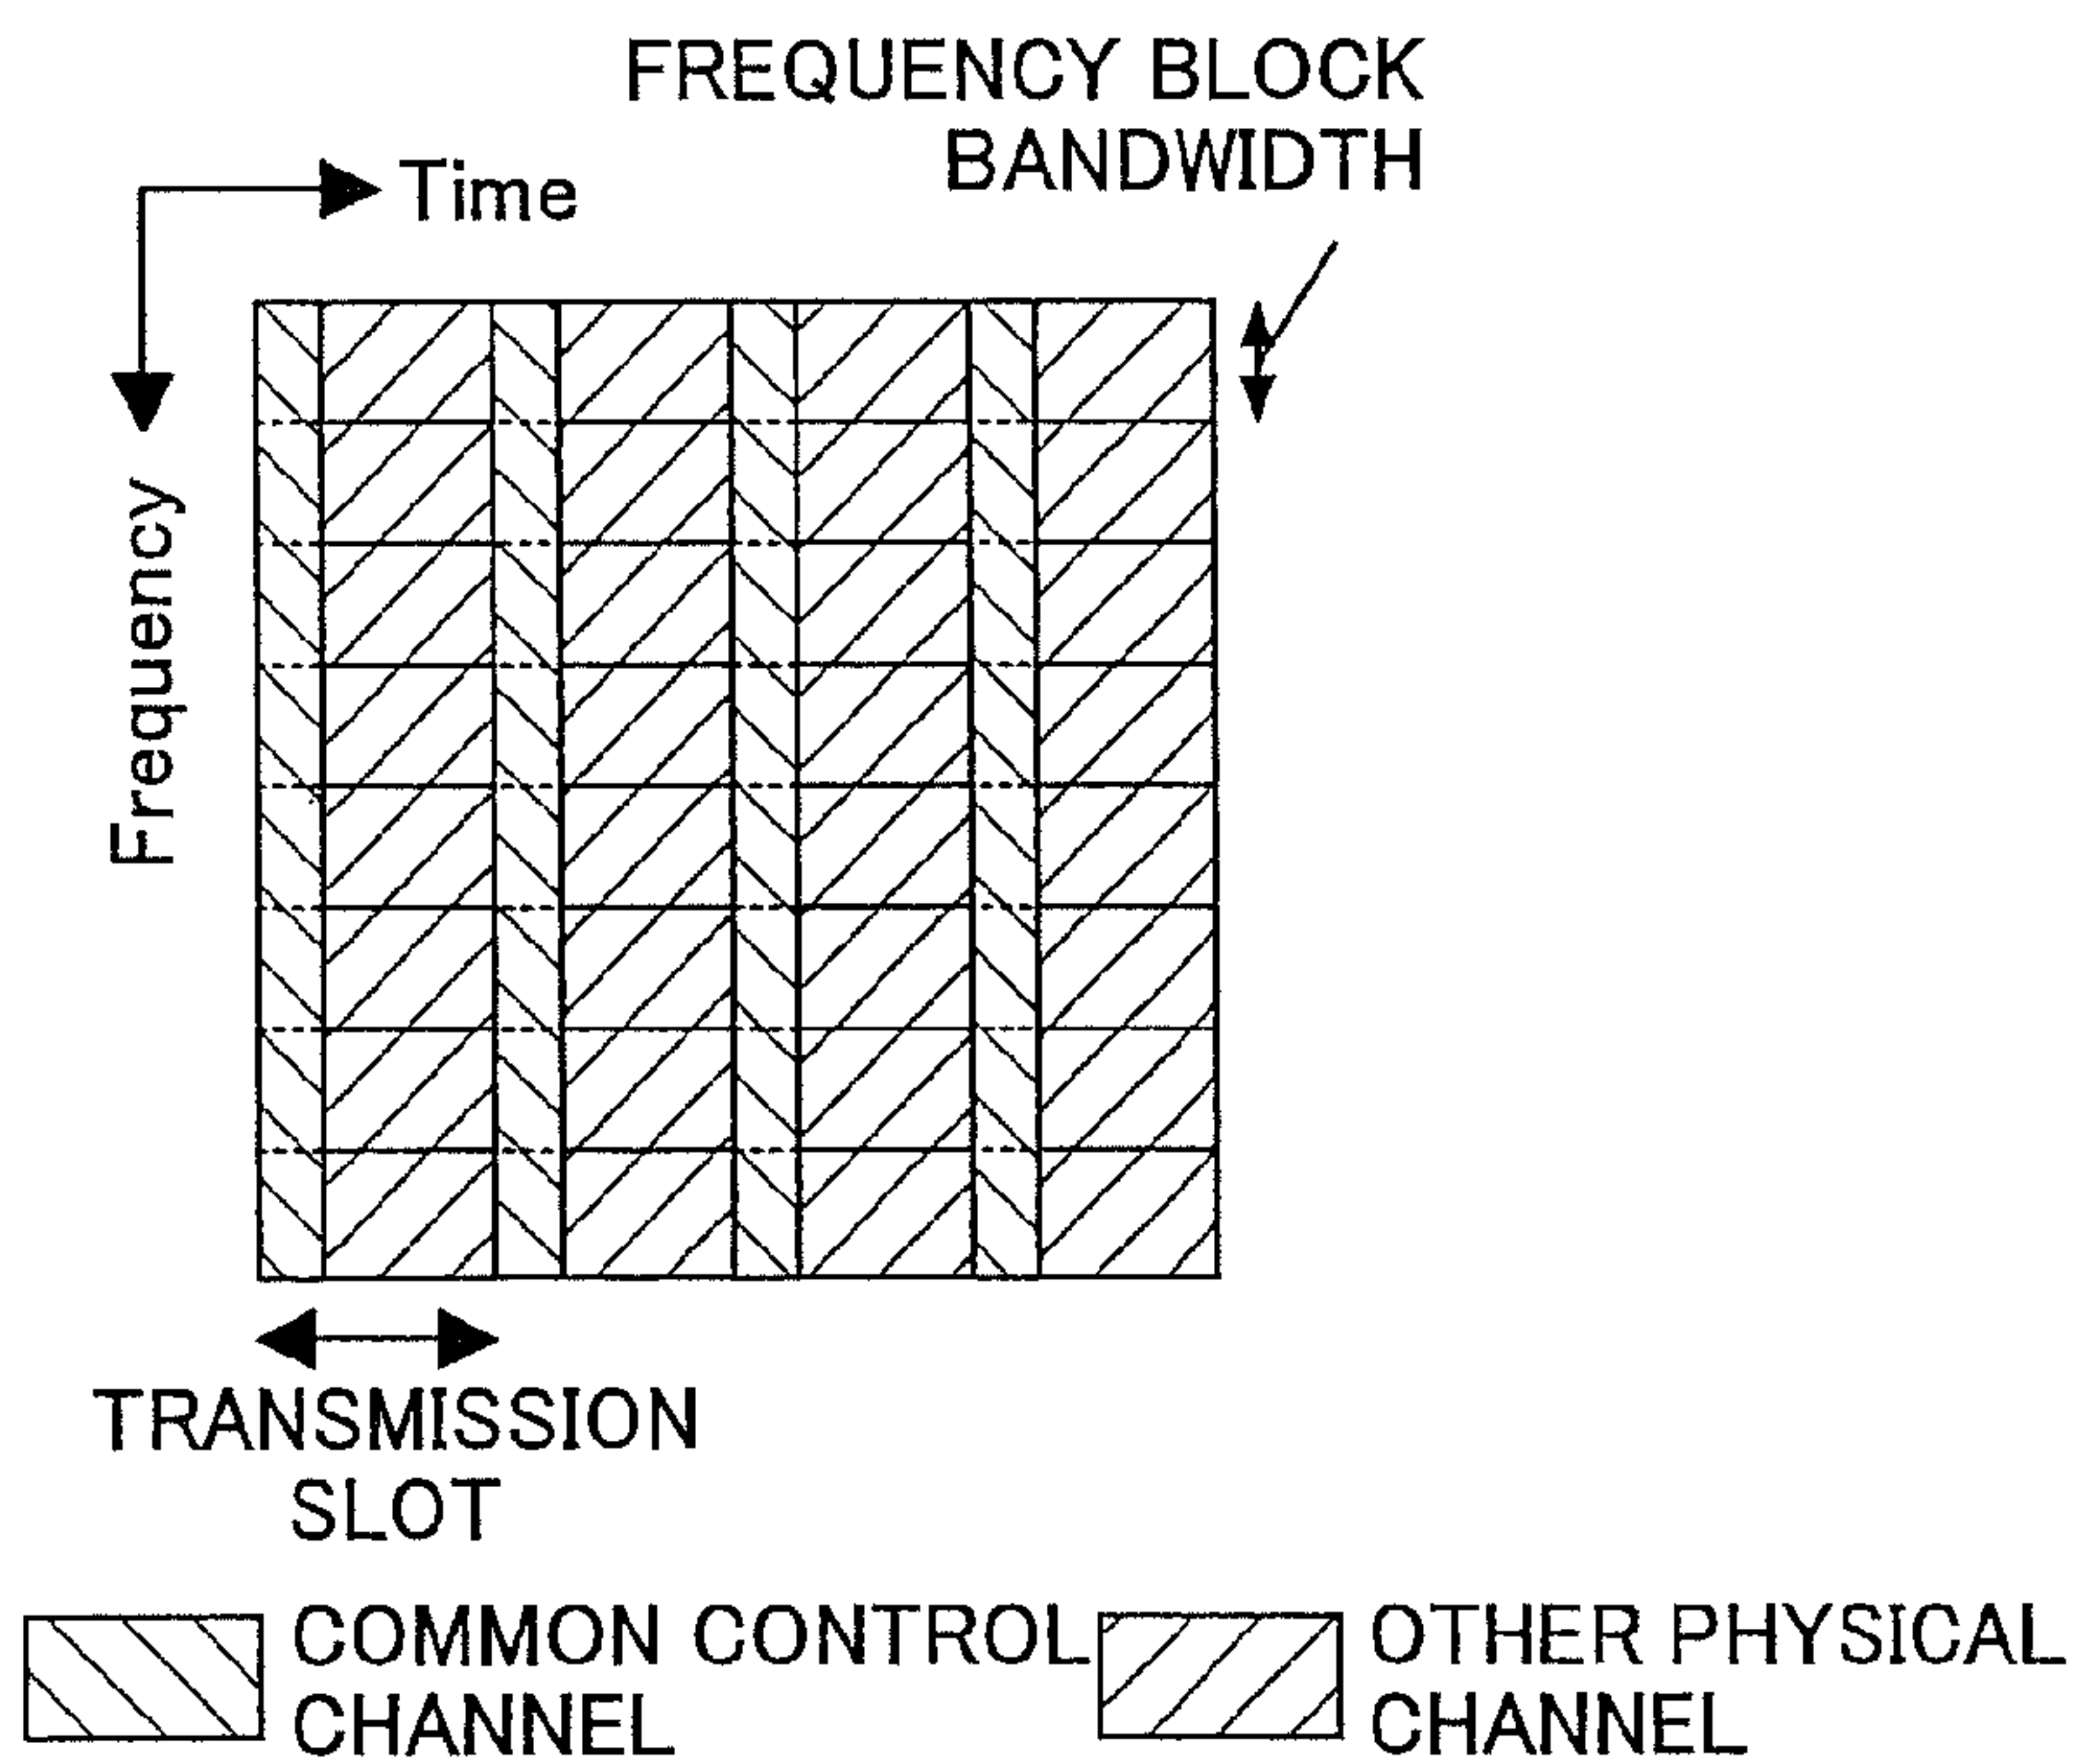 FREQUENCY BLOCK
BANDWIDTH
Time
Frequency
TRANSMISSION
SLOT
COMMON CONTROL
CHANNEL
OTHER PHYSICAL
CHANNEL